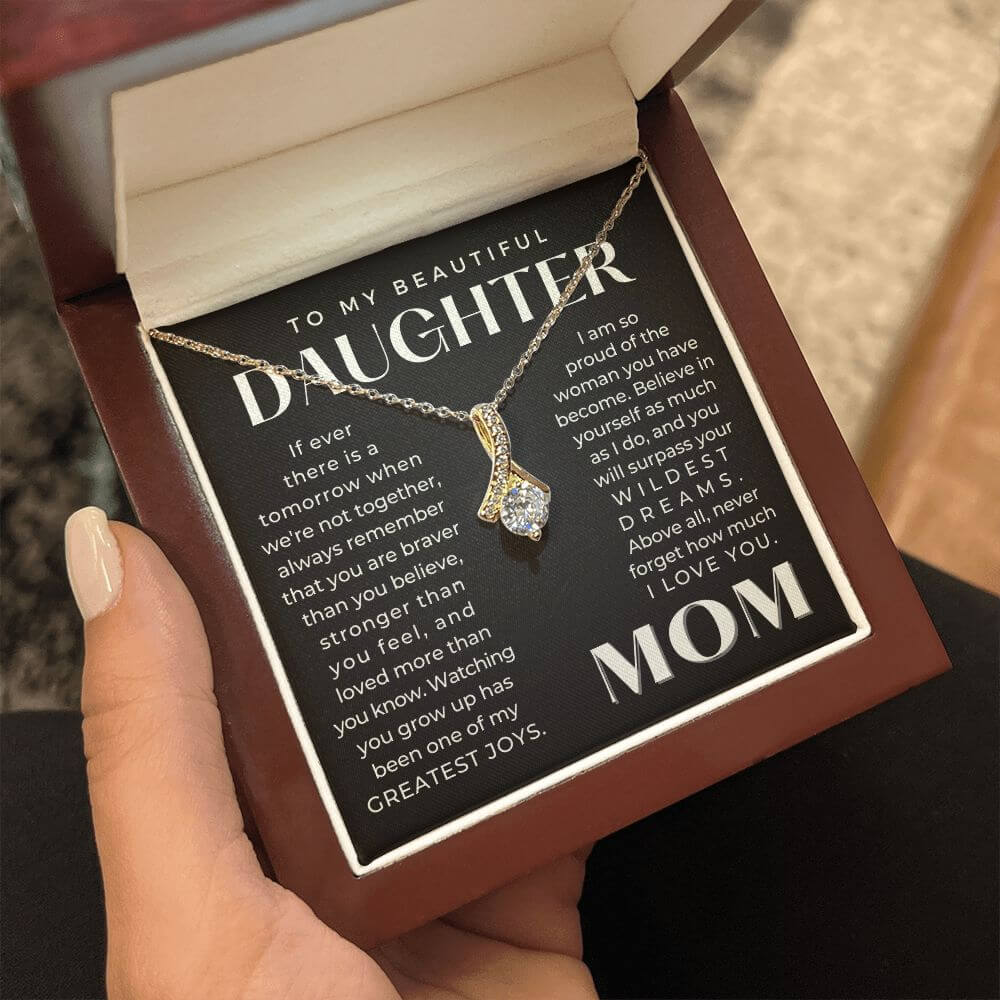 TO MY BEAUTIFUL
DAUGHTER
If ever
there is a
tomorrow when
we're not together,
always remember
that you are braver
than you believe,
stronger than
you feel, and
loved more than
you know. Watching
you grow up has
been one of my
GREATEST JOYS.
I am so
proud of the
woman you have
become. Believe in
yourself as much
as I do, and you
will surpass your
WILDEST
DREAMS.
Above all, never
forget how much
I LOVE YOU.
MOM